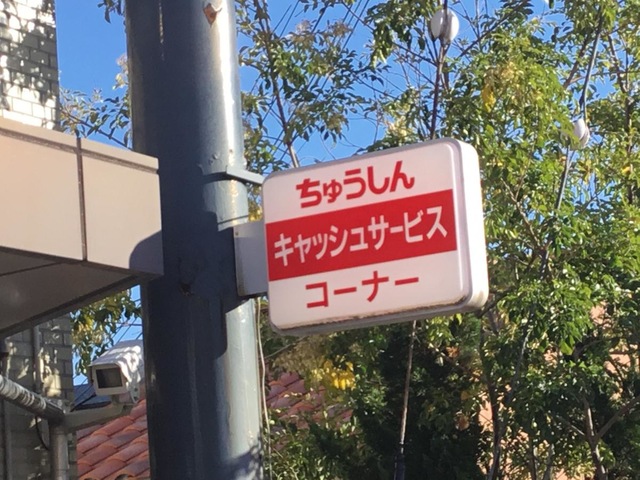 ちゅうしん
キャッシュサービス
コーナー